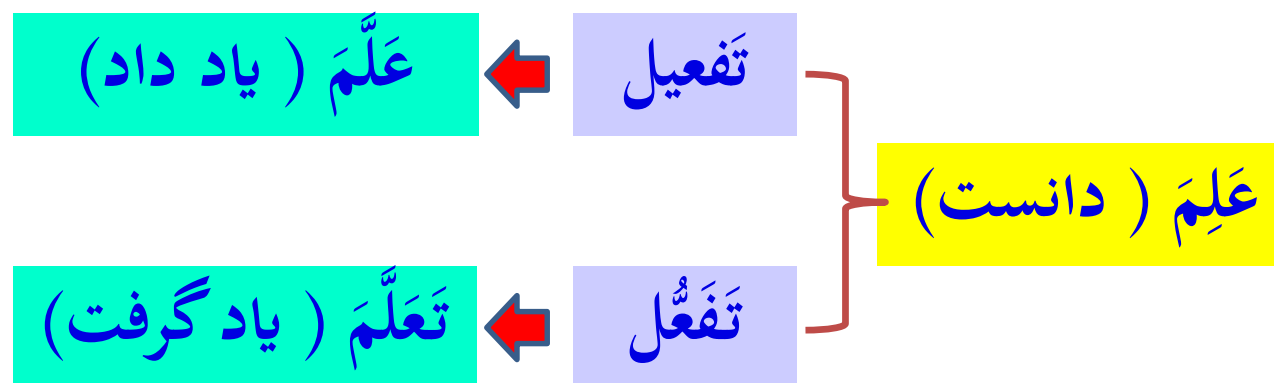 عَلِمَ ( دانست)
تَفعیل
عَلَّمَ ( یاد داد)
تَفَعُّل
تَعَلَّمَ ( یاد گرفت)